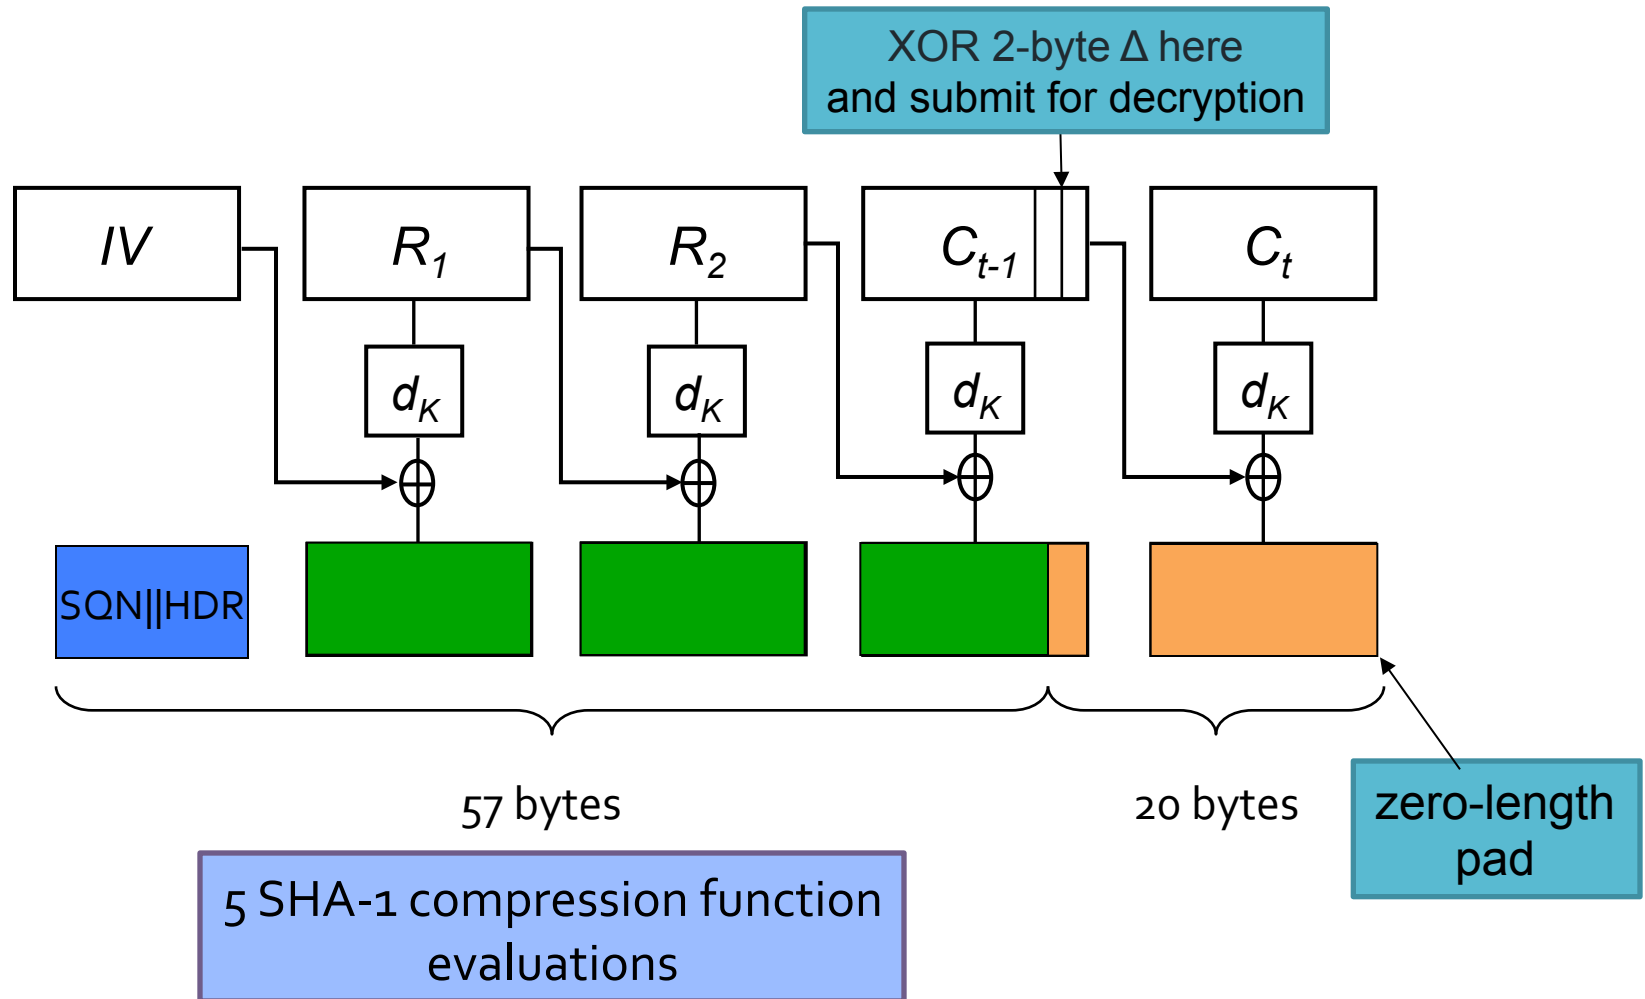 XOR 2-byte Δ here
and submit for decryption
IV
R1
R2
Ct-1
Ct
dK
dK
dK
dK
SQN||HDR
57 bytes
20 bytes
zero-length
pad
5 SHA-1 compression function
evaluations